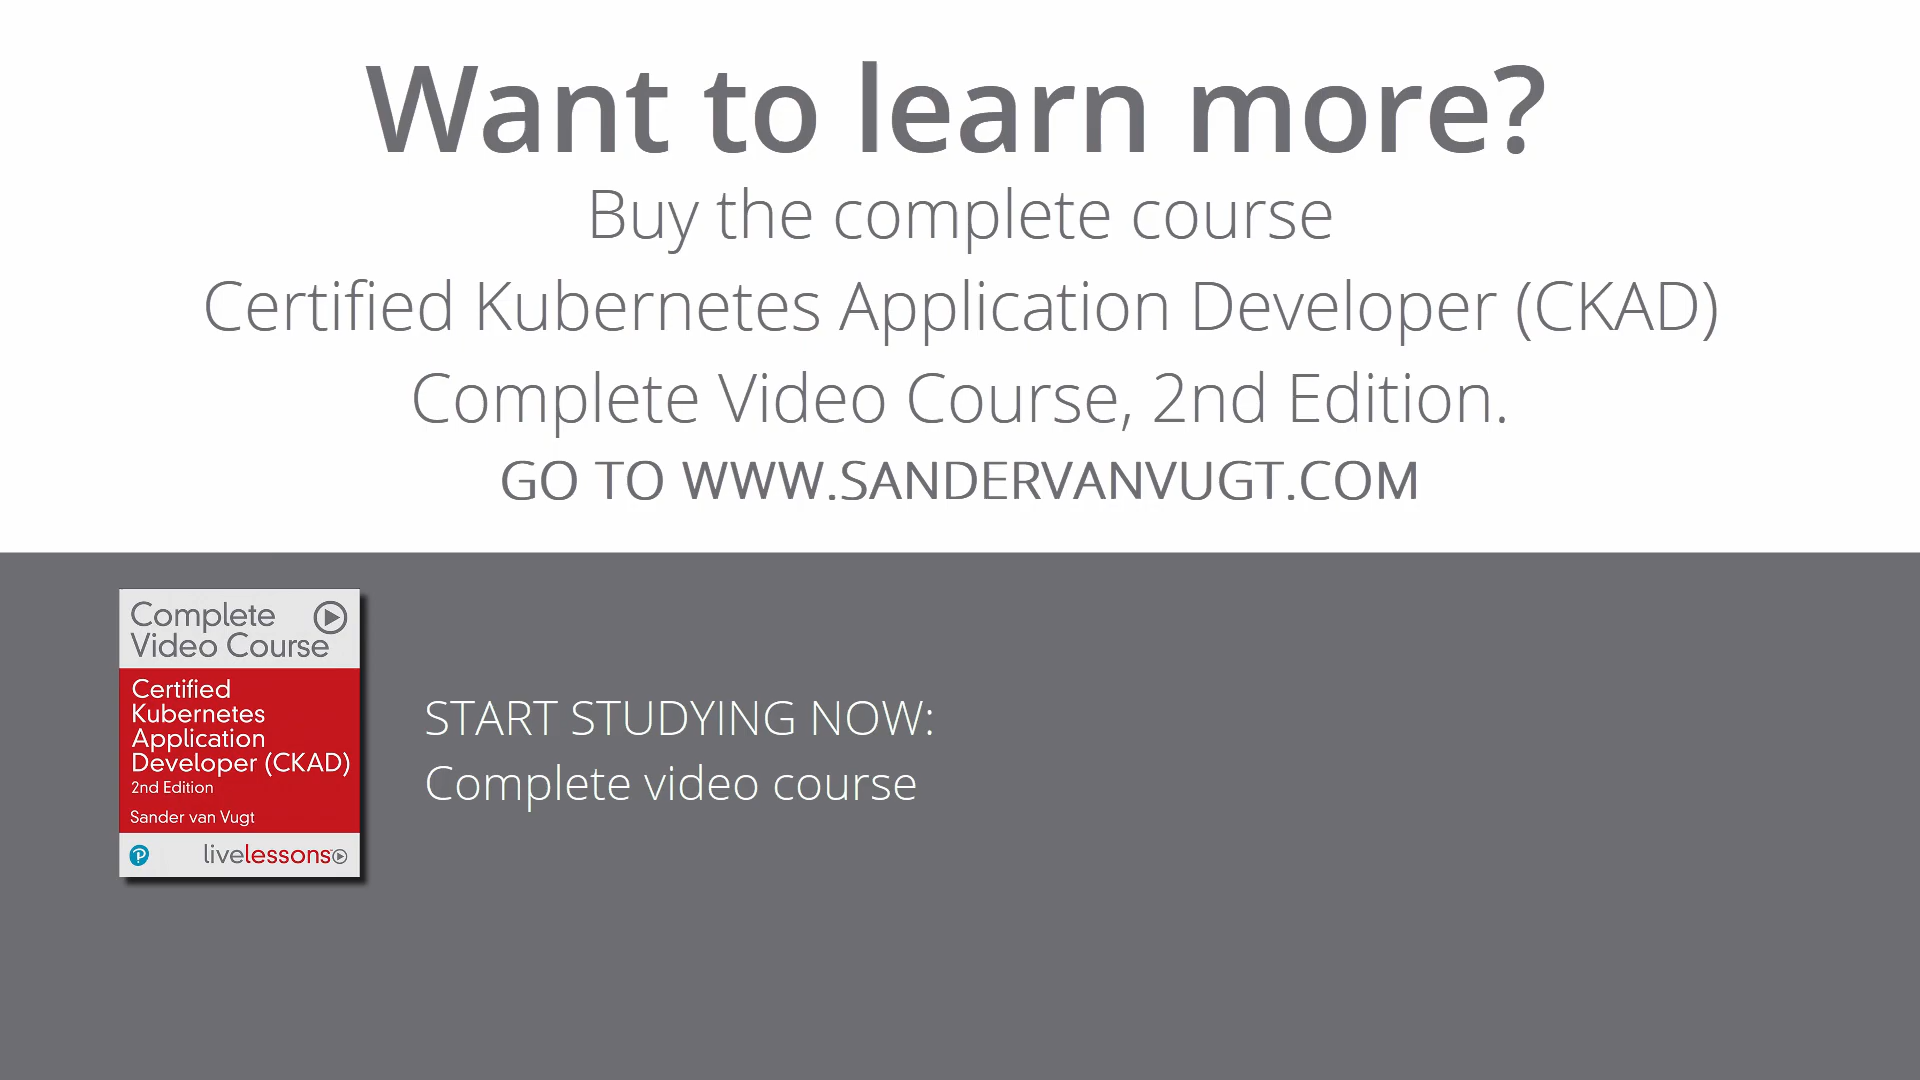 Want to learn more?
Buy the complete course
Certified Kubernetes Application Developer (CKAD)
Complete Video Course, 2nd Edition.
GO TO WWW.SANDERVANVUGT.COM
Complete
Video Course
Certified
Kubernetes
Application
Developer (CKAD)
2nd Edition
Sander van Vugt
P
livelessons
START STUDYING NOW:
Complete video course